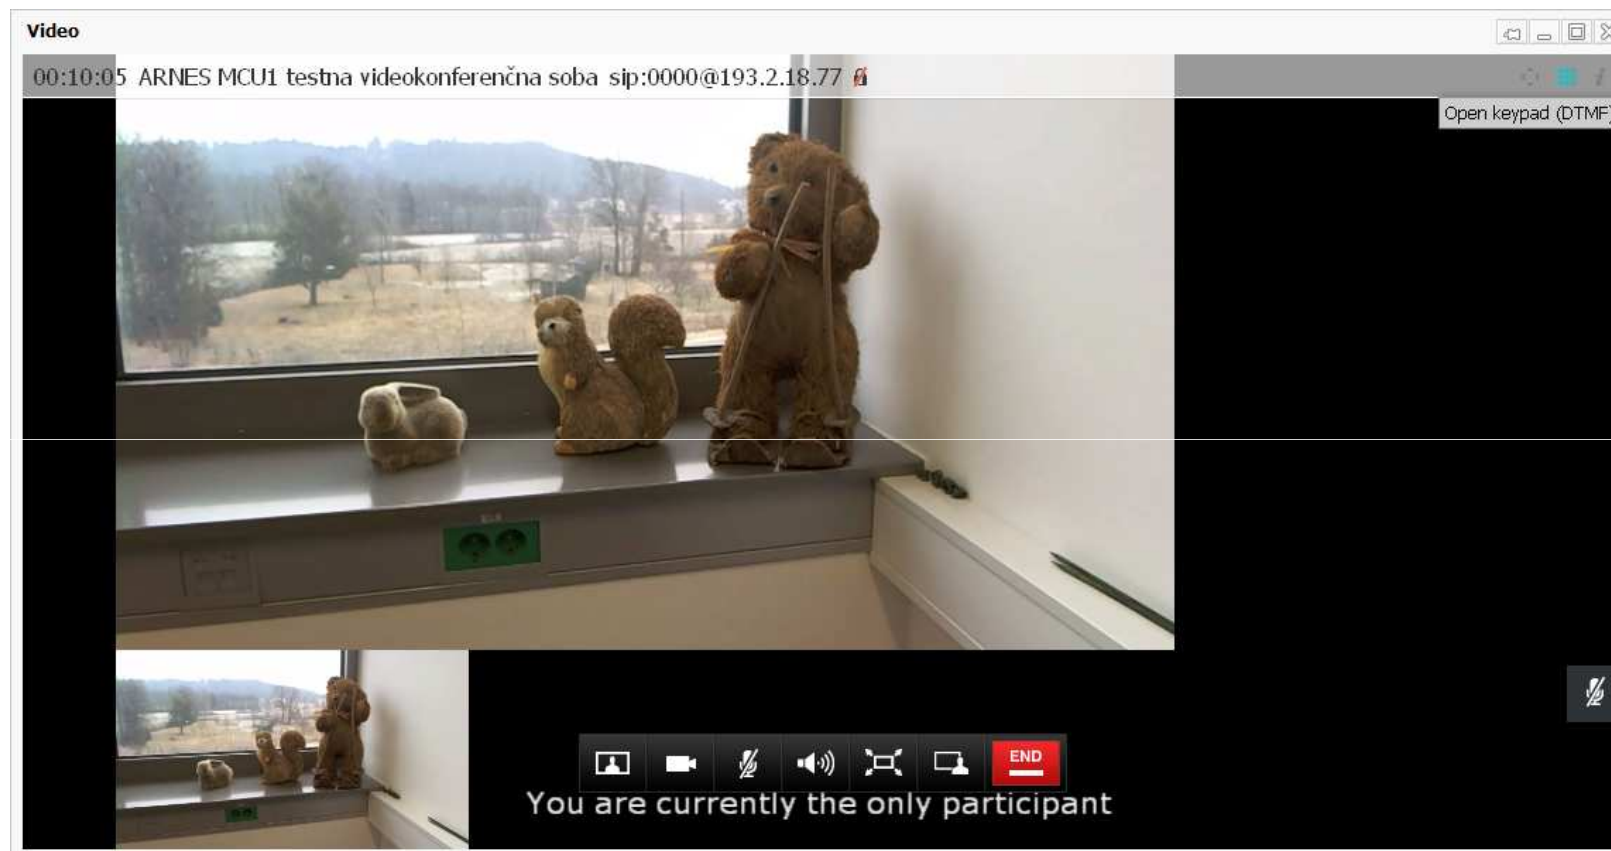 Video
00:10:05 ARNES MCU1 testna videokonferenčna soba sip:0000@193.2.18.77
i
Open keypad (DTMF)
END
You are currently the only participant